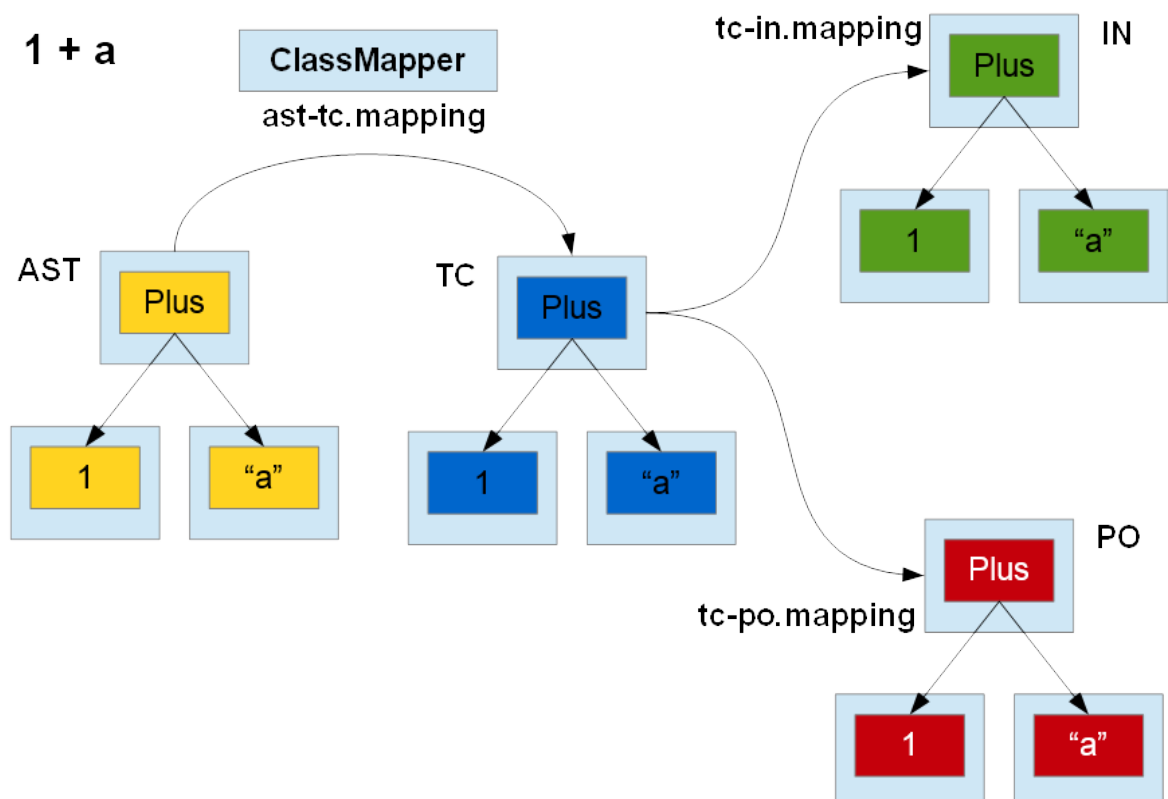 1 + a
ClassMapper
ast-tc.mapping
tc-in.mapping
IN
Plus
1
“a”
AST
Plus
1
“a”
TC
Plus
1
“a”
PO
Plus
tc-po.mapping
1
“a”